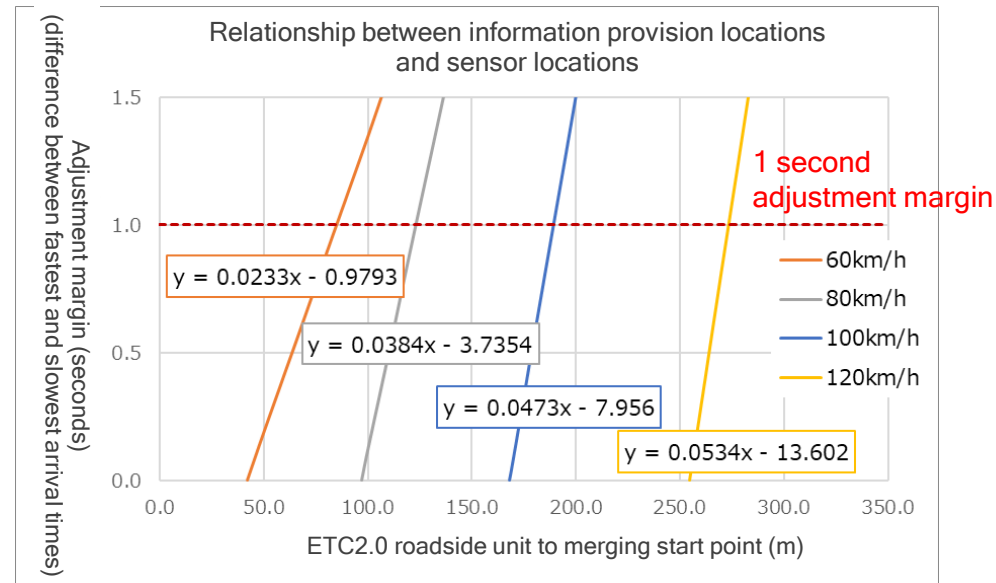 Relationship between information provision locations
and sensor locations
Adjustment margin (seconds)
(difference between fastest and slowest arrival times)
1.5
1.0
0.5
0.0
1 second
adjustment margin
y = 0.0233x - 0.9793
y = 0.0384x - 3.7354
y = 0.0473x - 7.956
y = 0.0534x - 13.602
60km/h
80km/h
100km/h
120km/h
0.0 50.0 100.0 150.0 200.0 250.0 300.0 350.0
ETC2.0 roadside unit to merging start point (m)